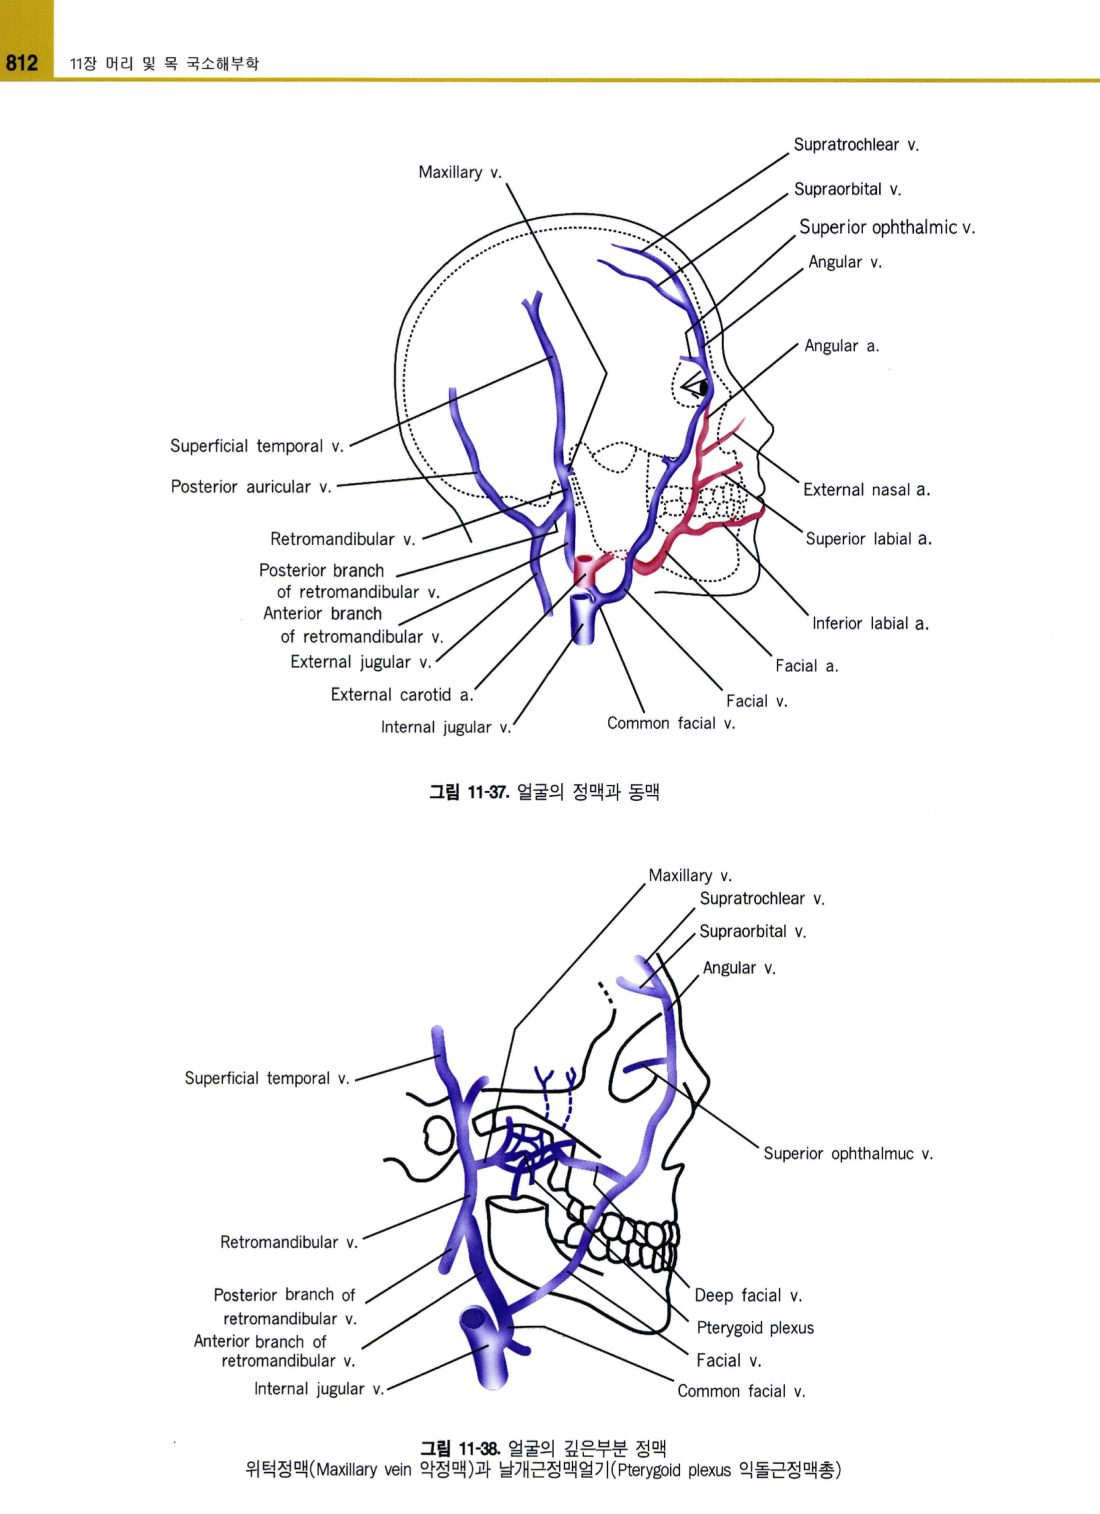 812
11장 머리 및 목 국소해부학
Maxillary v.
Supratrochlear v.
Supraorbital v.
Superior ophthalmic v.
Angular v.
Angular a.
Superficial temporal v.
Posterior auricular v.
External nasal a.
Retromandibular v.
Superior labial a.
Posterior branch
of retromandibular v.
Anterior branch
of retromandibular v.
Inferior labial a.
External jugular v.
Facial a.
External carotid a.
Facial v.
Internal jugular v.
Common facial v.
그림 11-37. 얼굴의 정맥과 동맥
Maxillary v.
Supratrochlear v.
Supraorbital v.
Angular v.
Superficial temporal v.
Superior ophthalmuc v.
Retromandibular v.
Posterior branch of
retromandibular v.
Anterior branch of
retromandibular v.
Internal jugular v.
Deep facial v.
Pterygoid plexus
Facial v.
Common facial v.
그림 11-38. 얼굴의 깊은부분 정맥
위턱정맥(Maxillary vein 악정맥)과 날개근정맥얼기(Pterygoid plexus 익돌근정맥총)